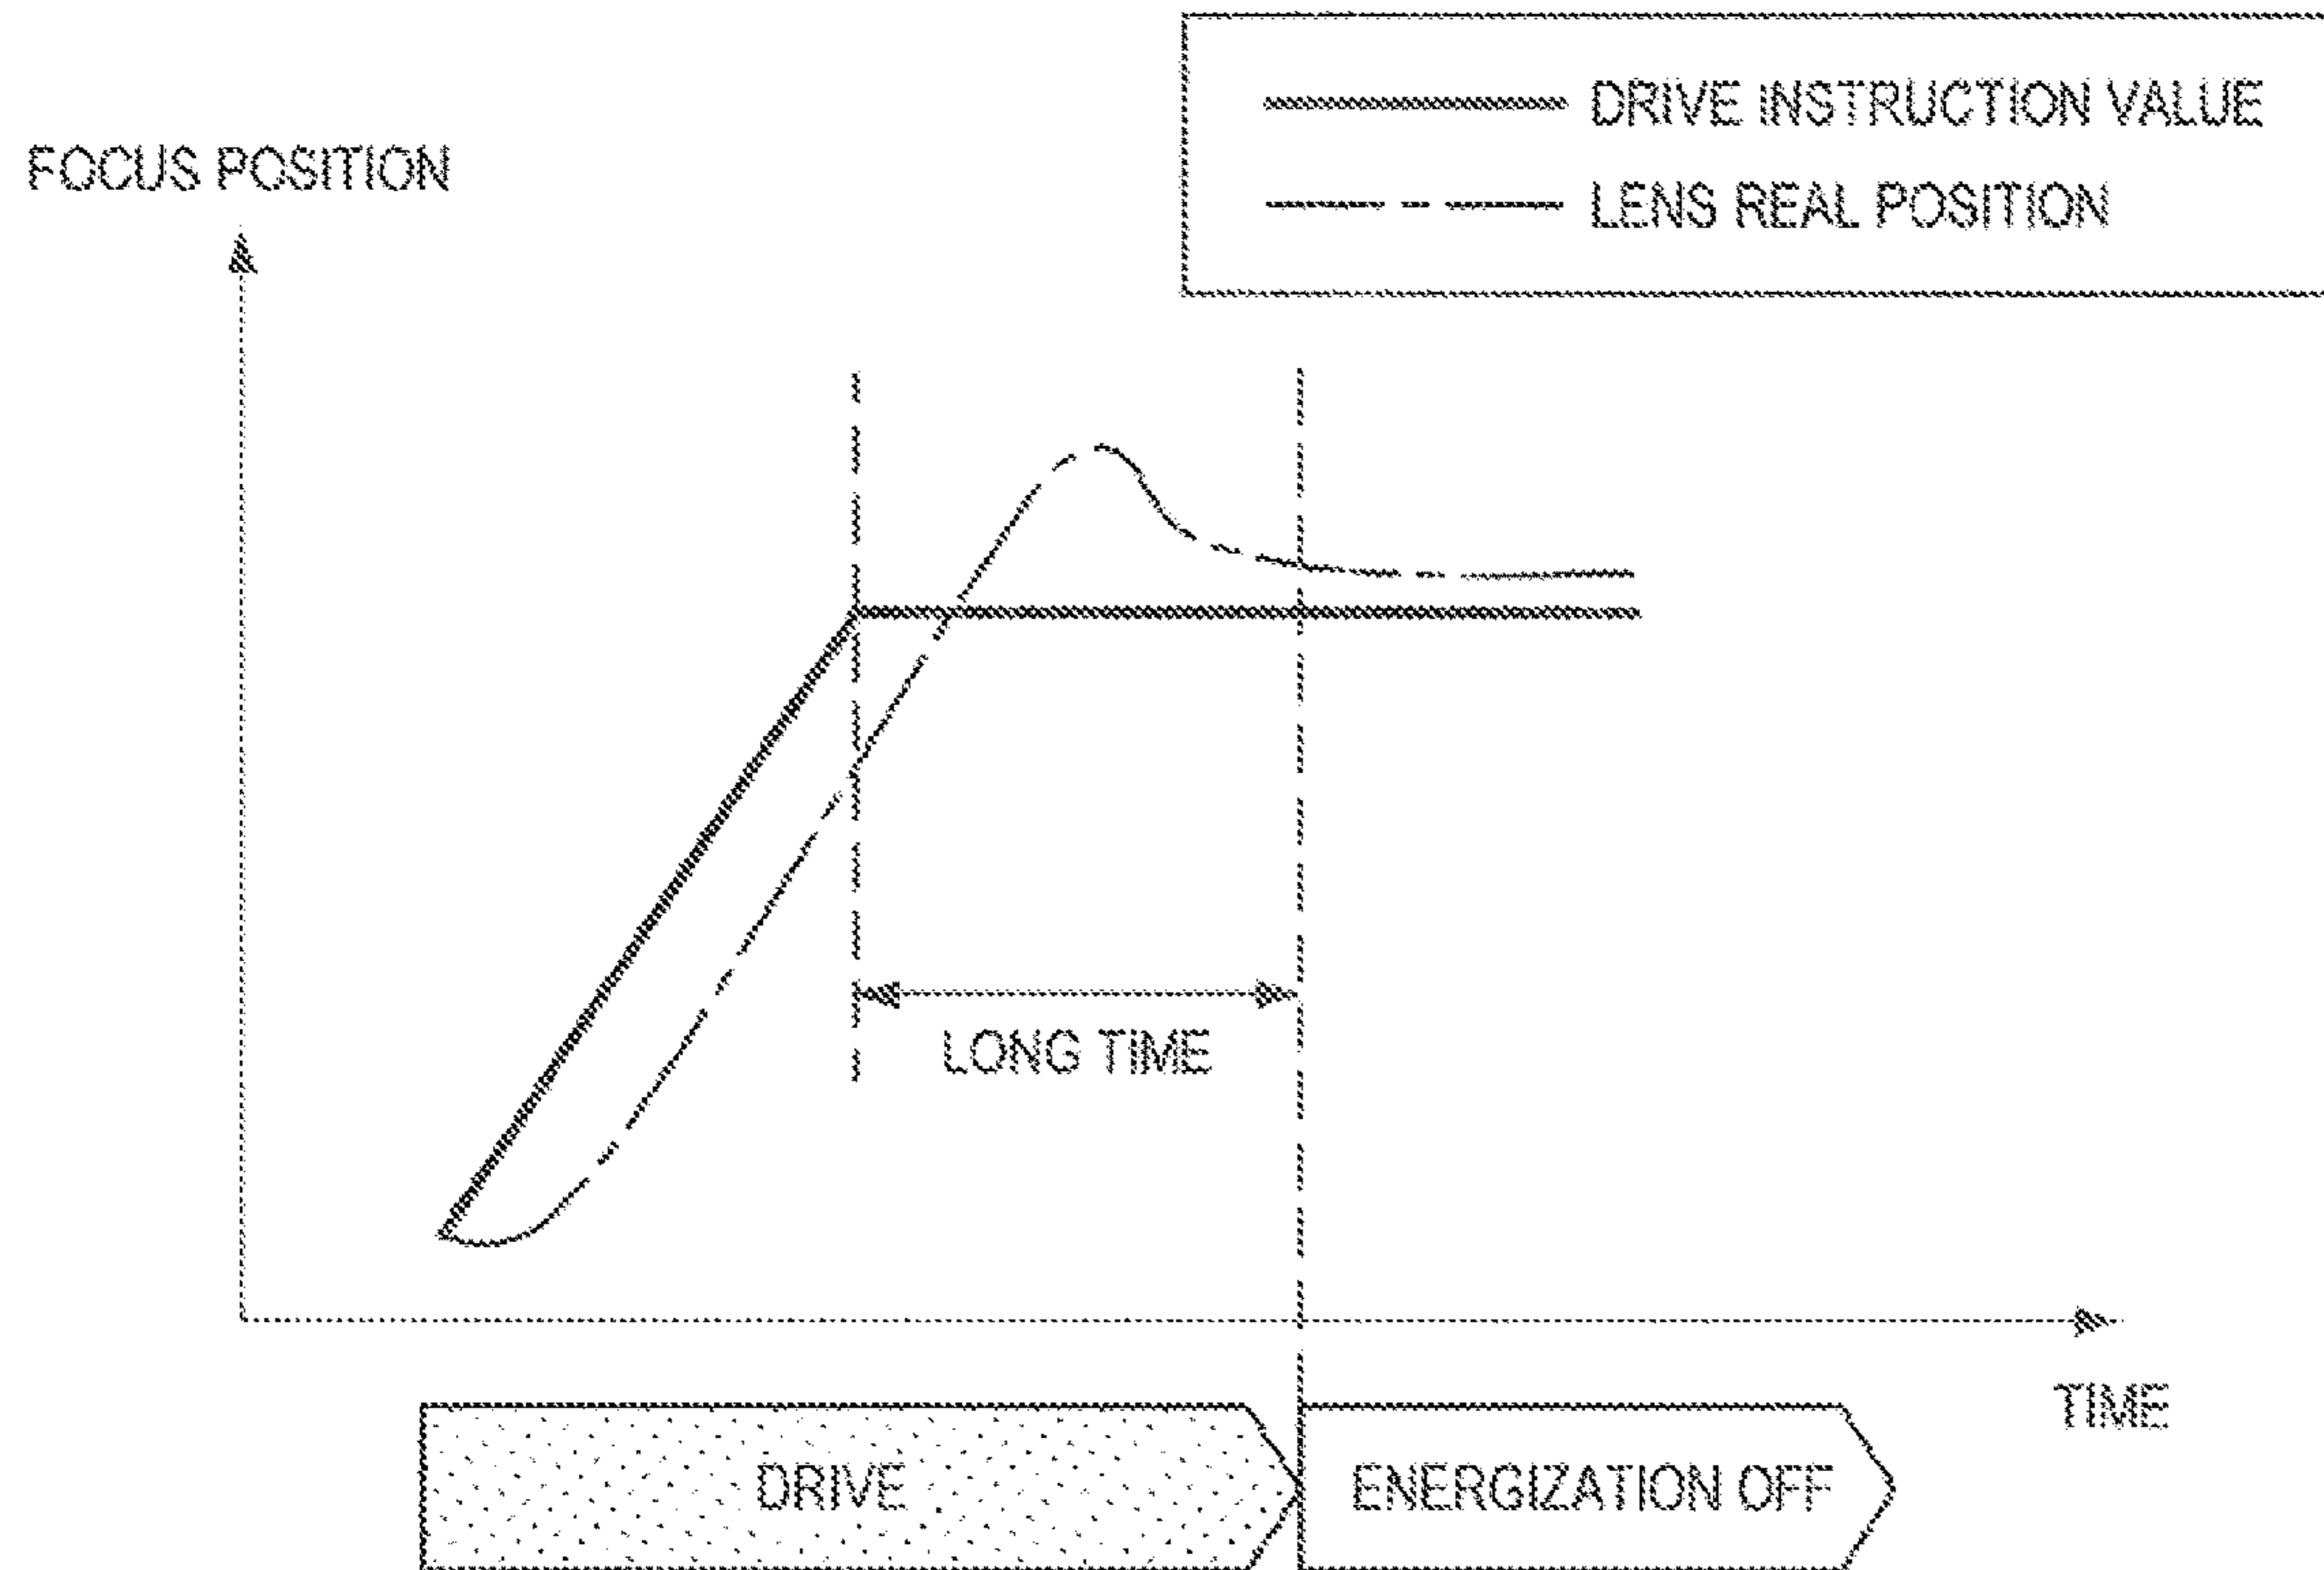 DRIVE INSTRUCTION VALUE
LENS REAL POSITION
FOCUS POSITION
LONG TIME
TIME
DRIVE
ENERGIZATION OFF